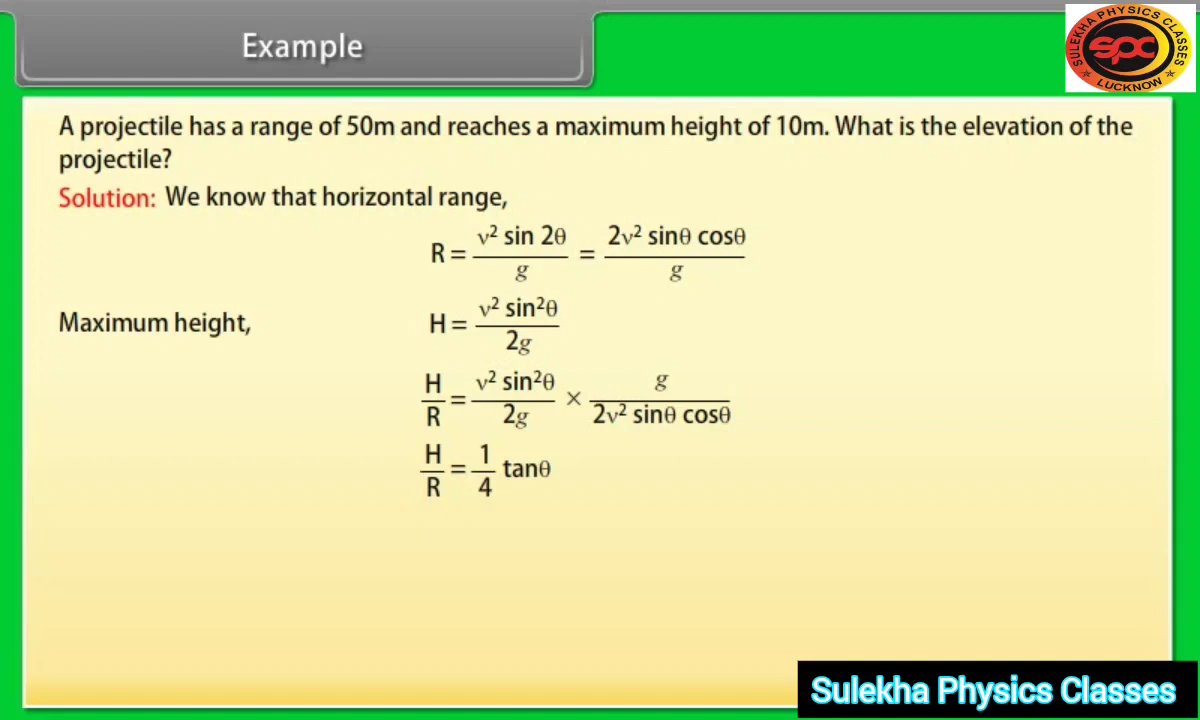 Example
SULEKHA PHYSICS CLASSES
spc
LUCKNOW
A projectile has a range of 50m and reaches a maximum height of 10m. What is the elevation of the
projectile?
Solution: We know that horizontal range,
R = v² sin 2θ / g = 2v² sinθ cosθ / g
Maximum height, H = v² sin²θ / 2g
H / R = v² sin²θ / 2g × g / 2v² sinθ cosθ
H / R = 1 / 4 tanθ
Sulekha Physics Classes